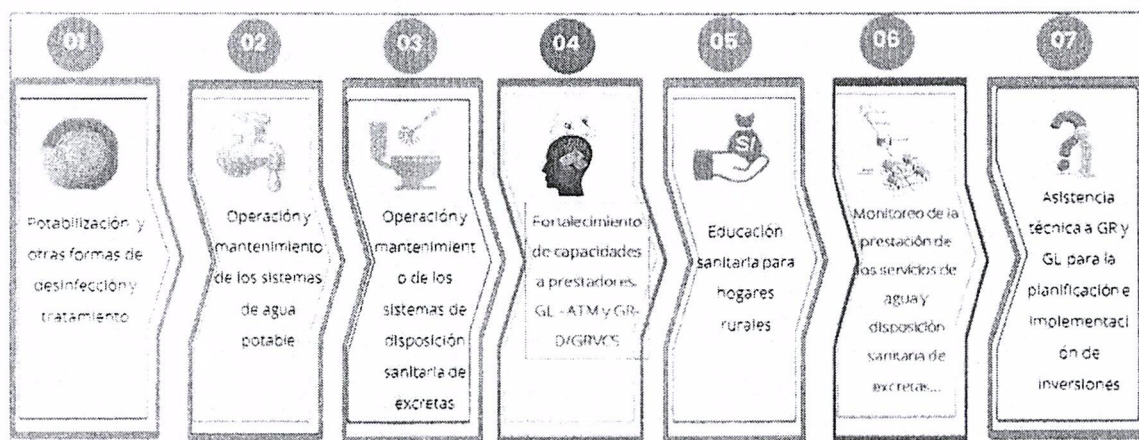 01
Potabilización y
otras formas de
desinfección y
tratamiento
02
Operación y
mantenimiento
de los sistemas
de agua
potable
03
Operación y
mantenimient
o de los
sistemas de
disposición
sanitaria de
excretas
04
Fortalecimiento
de capacidades
a prestadores,
GL - ATM y GR-
D/GRVCS
05
S/
Educación
sanitaria para
hogares
rurales
06
Monitoreo de la
prestación de
los servicios de
agua y
disposición
sanitaria de
excretas...
07
Asistencia
técnica a GR y
GL para la
planificación e
implementaci
ón de
inversiones